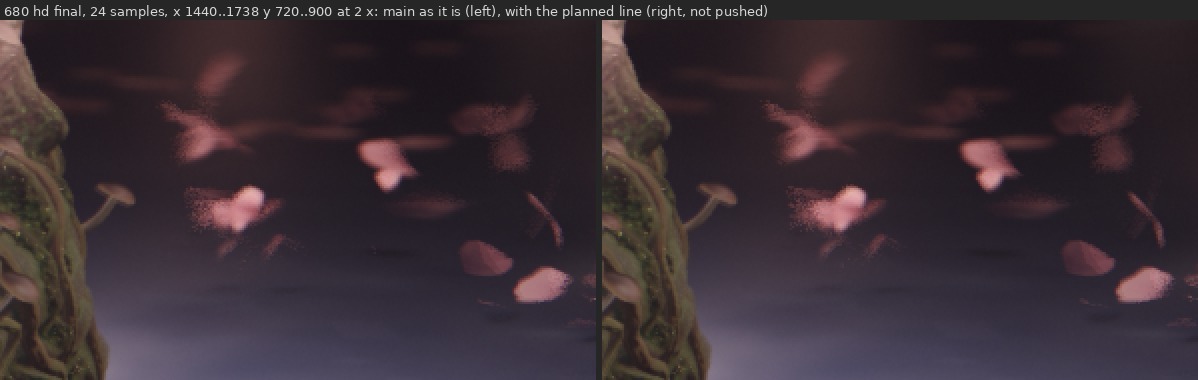 680 hd final, 24 samples, x 1440..1738 y 720..900 at 2 x: main as it is (left), with the planned line (right, not pushed)